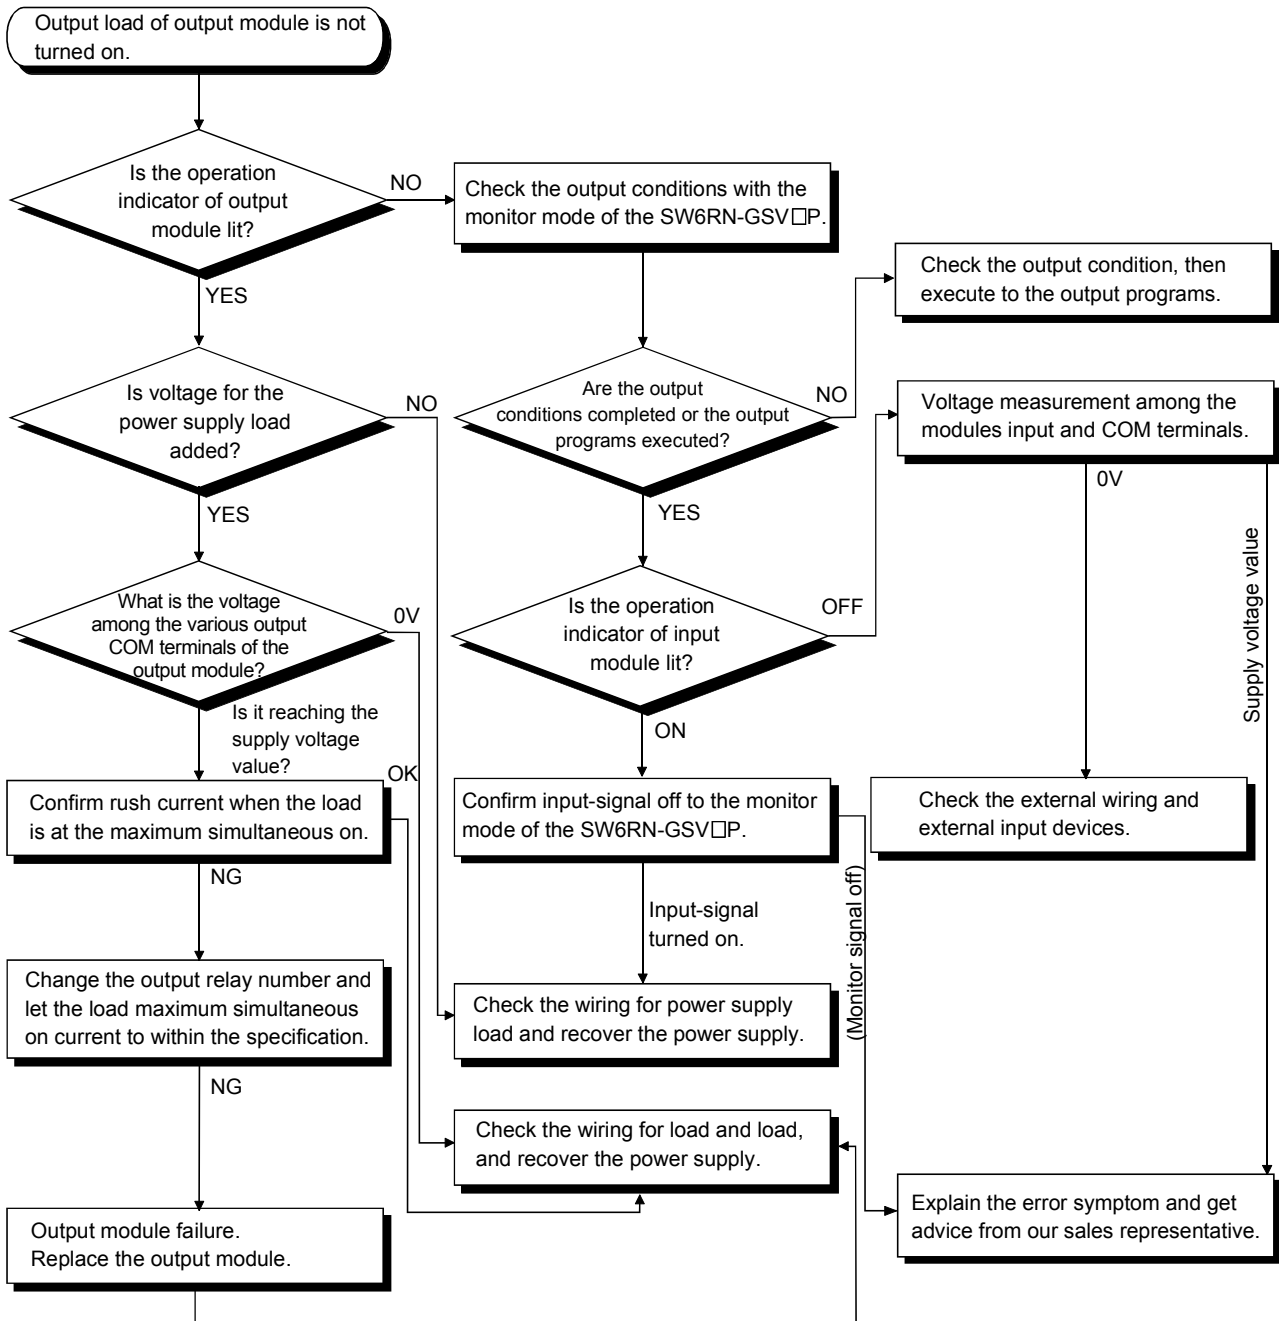 Output load of output module is not
turned on.
Is the operation
indicator of output
module lit?
NO
YES
Check the output conditions with the
monitor mode of the SW6RN-GSV□P.
Check the output condition, then
execute to the output programs.
Is voltage for the
power supply load
added?
NO
YES
Are the output
conditions completed or the output
programs executed?
NO
YES
Voltage measurement among the
modules input and COM terminals.
0V
Supply voltage value
What is the voltage
among the various output
COM terminals of the
output module?
0V
Is it reaching the
supply voltage
value?
Is the operation
indicator of input
module lit?
OFF
ON
Confirm rush current when the load
is at the maximum simultaneous on.
OK
NG
Confirm input-signal off to the monitor
mode of the SW6RN-GSV□P.
Input-signal
turned on.
(Monitor signal off)
Check the external wiring and
external input devices.
Change the output relay number and
let the load maximum simultaneous
on current to within the specification.
NG
Check the wiring for power supply
load and recover the power supply.
Check the wiring for load and load,
and recover the power supply.
Output module failure.
Replace the output module.
Explain the error symptom and get
advice from our sales representative.